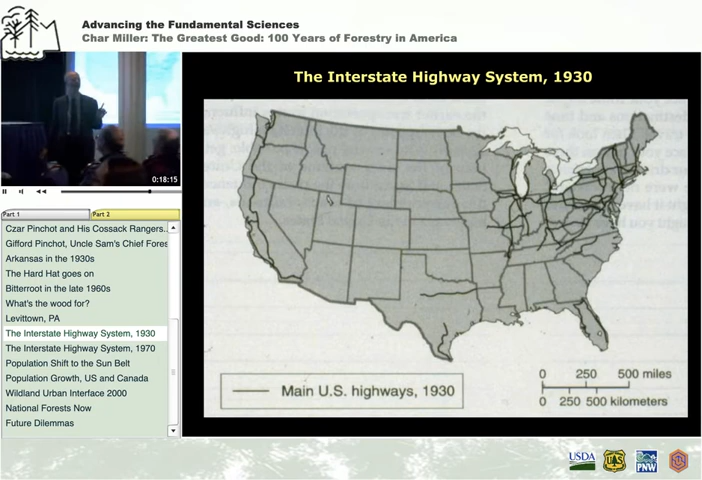 Advancing the Fundamental Sciences
Char Miller: The Greatest Good: 100 Years of Forestry in America
The Interstate Highway System, 1930
0:18:15
Part 1
Part 2
Czar Pinchot and His Cossack Rangers..
Gifford Pinchot, Uncle Sam's Chief Fores
Arkansas in the 1930s
The Hard Hat goes on
Bitterroot in the late 1960s
What's the wood for?
Levittown, PA
The Interstate Highway System, 1930
The Interstate Highway System, 1970
Population Shift to the Sun Belt
Population Growth, US and Canada
Wildland Urban Interface 2000
National Forests Now
Future Dilemmas
Main U.S. highways, 1930
0 250 500 miles
0 250 500 kilometers
USDA
U S
PNW